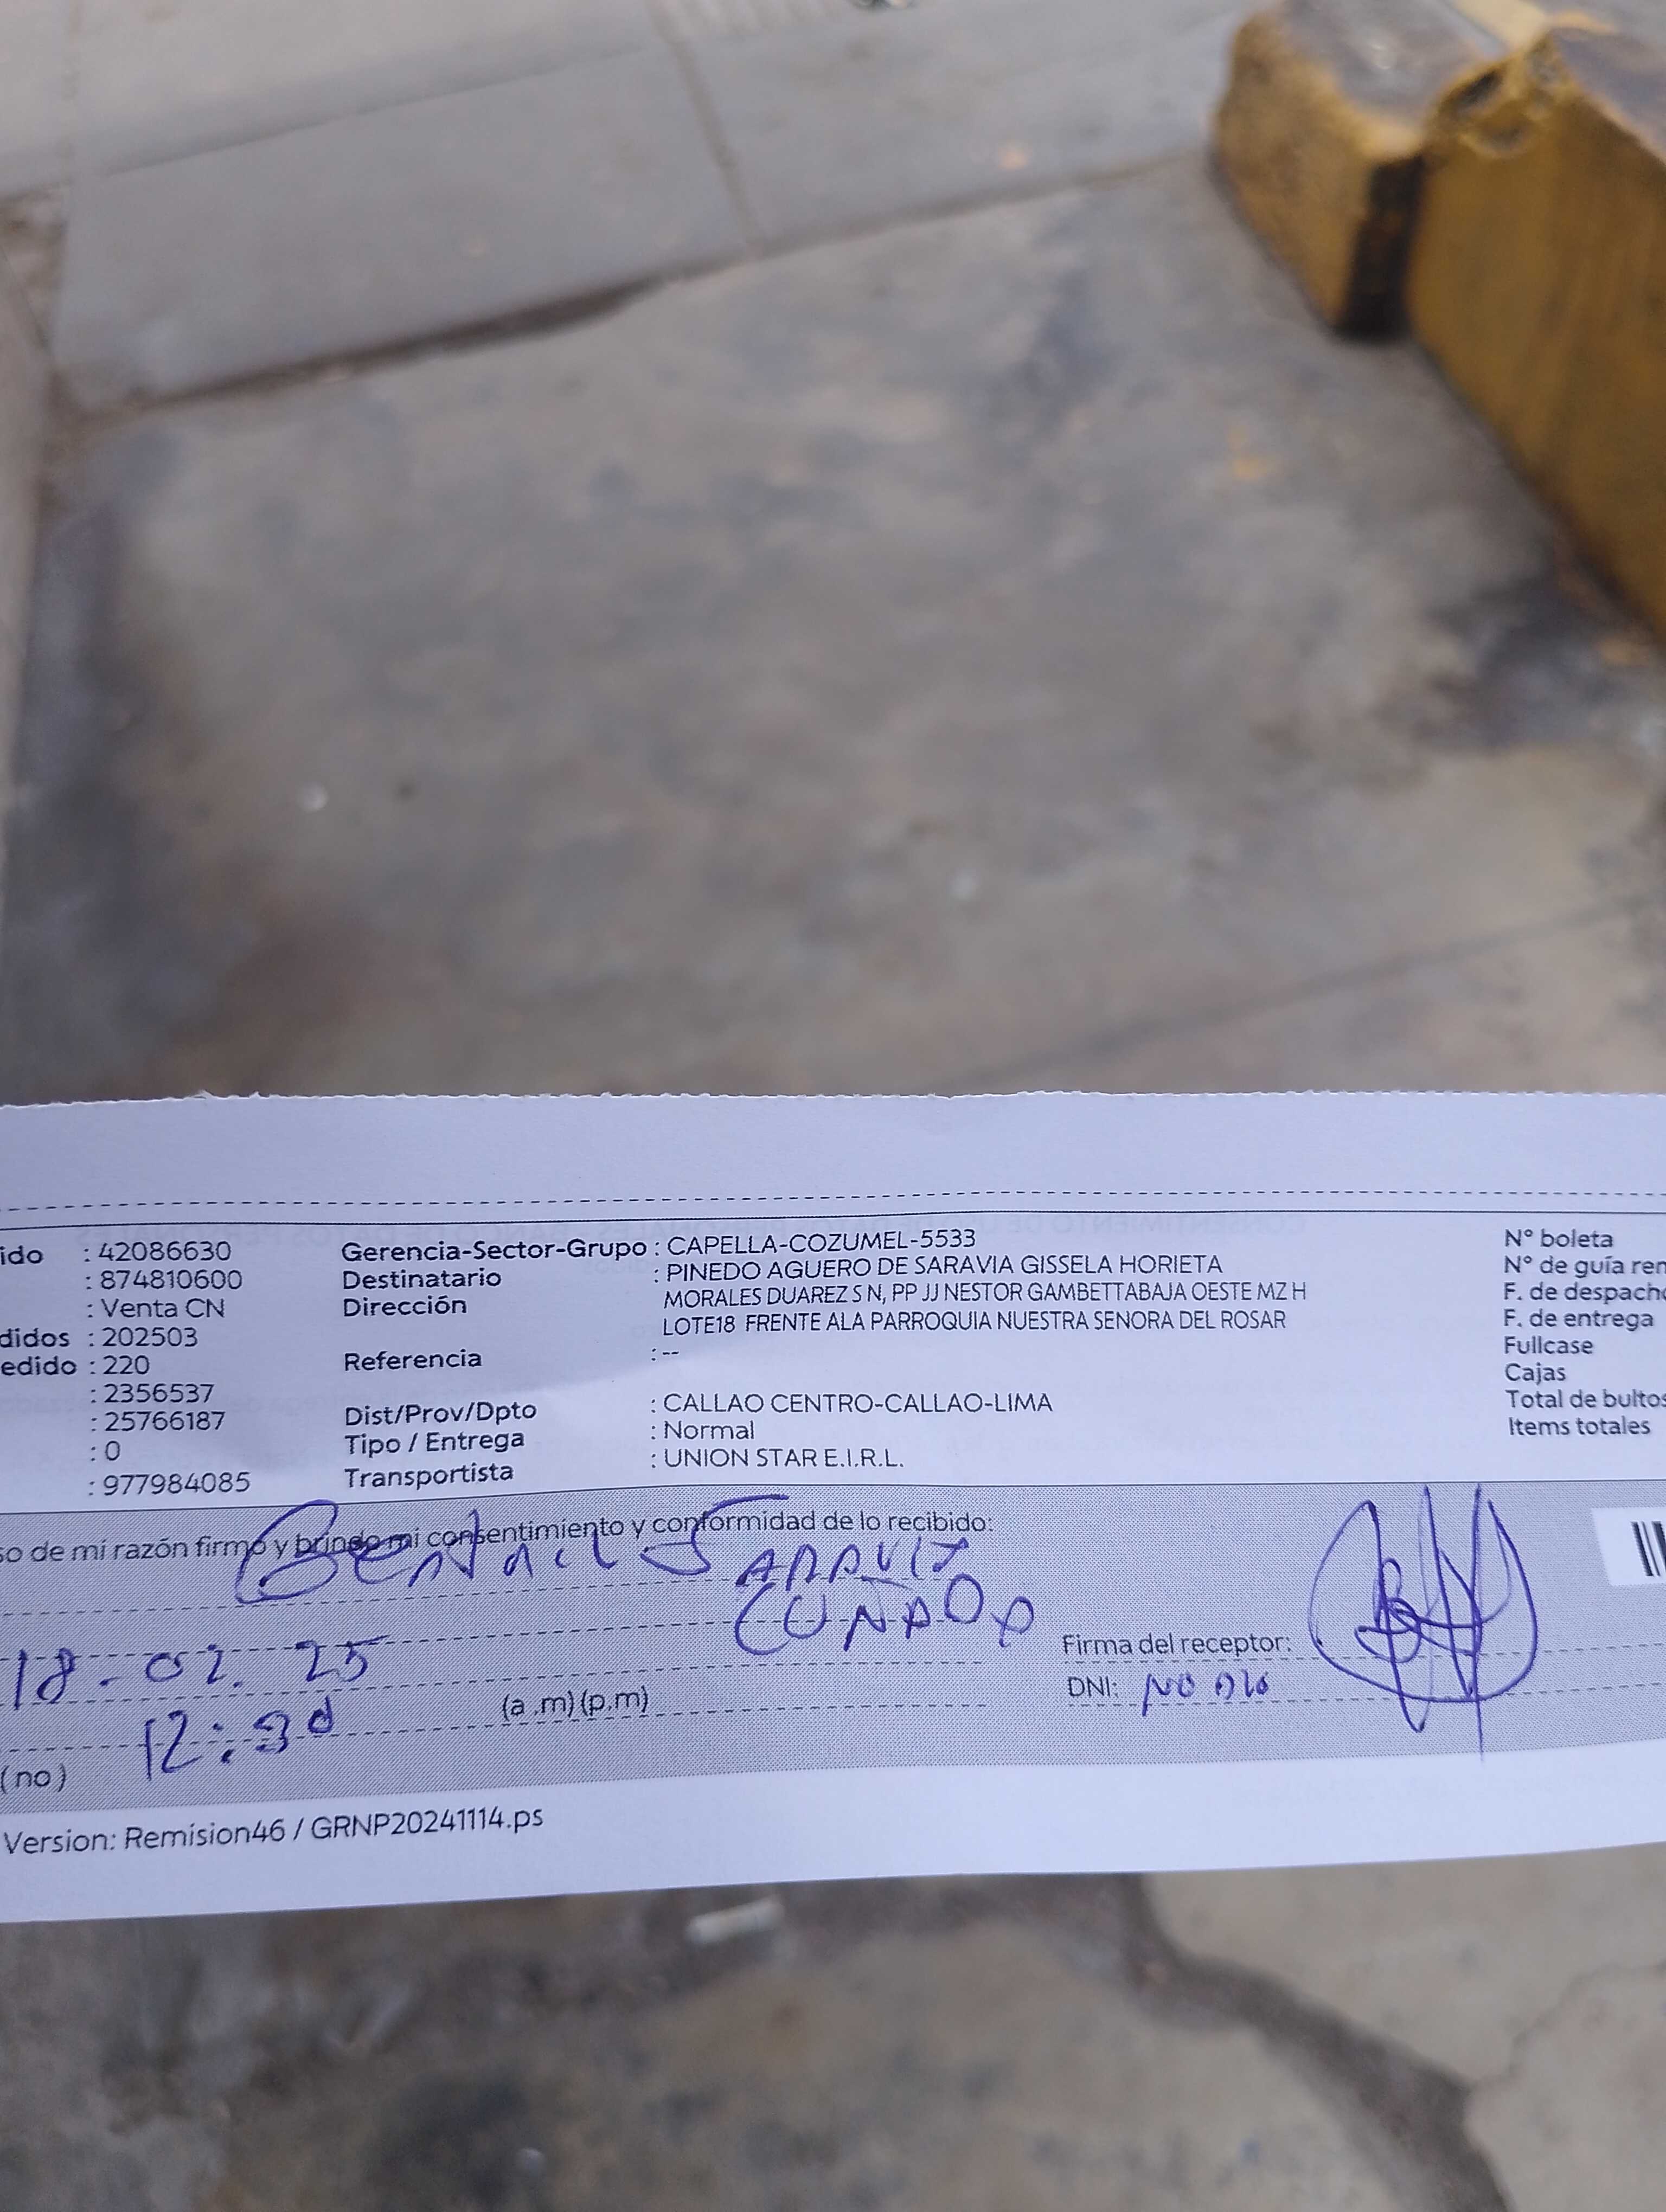 ido : 42086630
: 874810600
: Venta CN
didos : 202503
edido : 220
: 2356537
: 25766187
: 0
: 977984085
Gerencia-Sector-Grupo : CAPELLA-COZUMEL-5533
Destinatario : PINEDO AGUERO DE SARAVIA GISSELA HORIETA
Dirección MORALES DUAREZ S N, PP JJ NESTOR GAMBETTABAJA OESTE MZ H
LOTE18 FRENTE ALA PARROQUIA NUESTRA SENORA DEL ROSAR
Referencia : --
Dist/Prov/Dpto : CALLAO CENTRO-CALLAO-LIMA
Tipo / Entrega : Normal
Transportista : UNION STAR E.I.R.L.
N° boleta
N° de guía rem
F. de despacho
F. de entrega
Fullcase
Cajas
Total de bultos
Items totales
so de mi razón firmo y brindo mi consentimiento y conformidad de lo recibido:
SARAVIA
CUÑADO
18-02.25
12:30
(a.m)(p.m)
Firma del receptor:
DNI: NO DIO
(no)
Version: Remision46 / GRNP20241114.ps